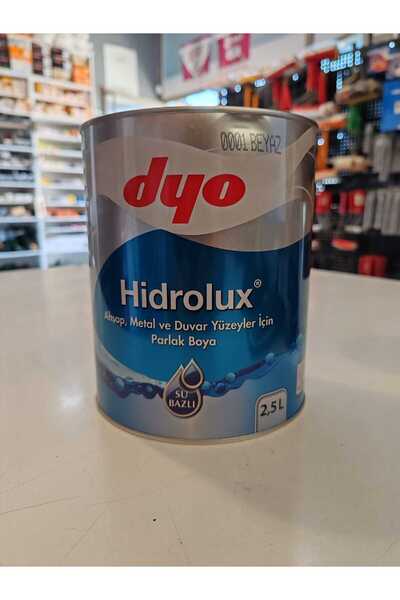 0001 BEYAZ
dyo
Hidrolux®
Ahşap, Metal ve Duvar Yüzeyler İçin
Parlak Boya
SU
BAZLI
2,5 L